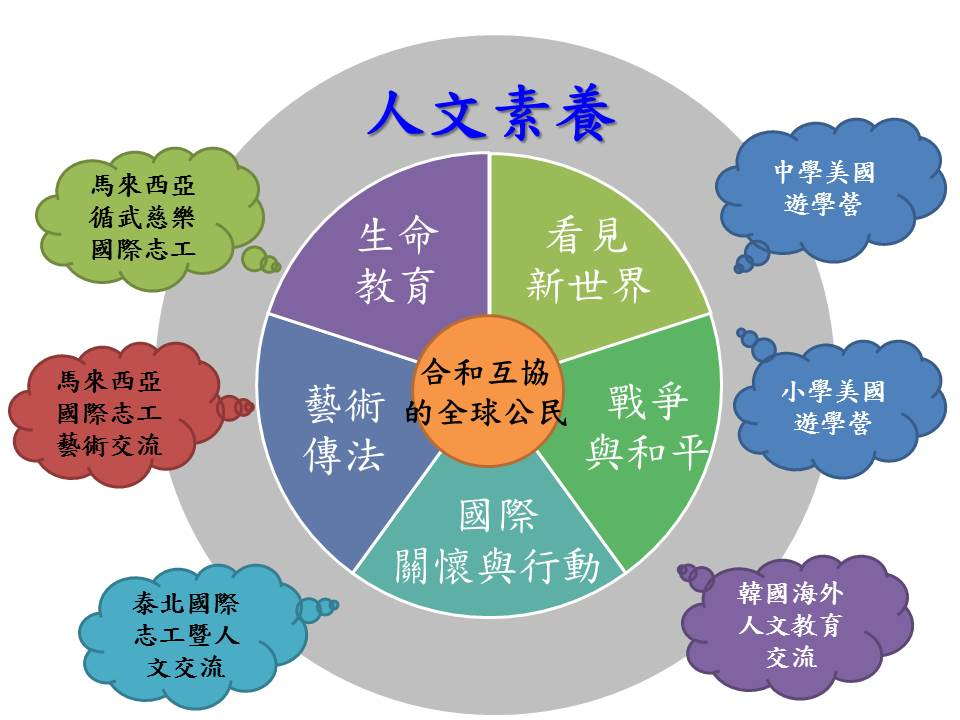 人文素養
馬來西亞
循武慈樂
國際志工
中學美國
遊學營
生命
教育
看見
新世界
馬來西亞
國際志工
藝術交流
藝術
傳法
合和互協
的全球公民
戰爭
與和平
小學美國
遊學營
國際
關懷與行動
泰北國際
志工暨人
文交流
韓國海外
人文教育
交流